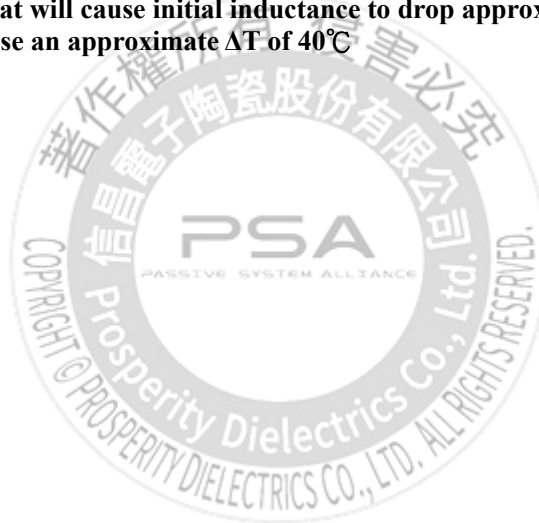 at will cause initial inductance to drop approx
se an approximate ΔT of 40℃
著作權所有 侵害必究
信昌電子陶瓷股份有限公司
PSA
PASSIVE SYSTEM ALLIANCE
Prosperity Dielectrics Co., Ltd.
COPYRIGHT © PROSPERITY DIELECTRICS CO., LTD. ALL RIGHTS RESERVED.